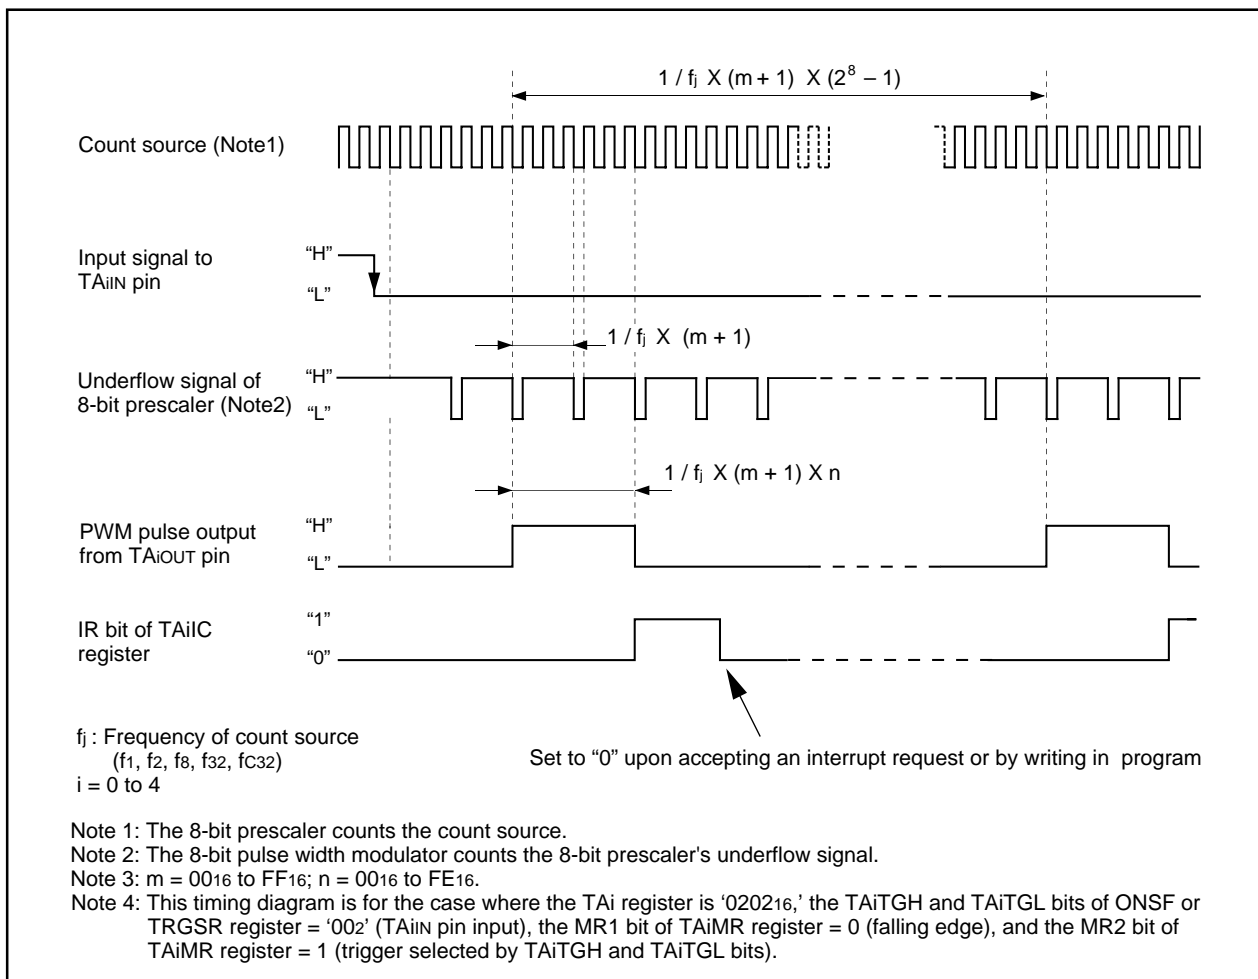 1 / fj X (m + 1) X (2⁸ – 1)
Count source (Note1)
Input signal to
TAiIN pin
“H”
“L”
1 / fj X (m + 1)
Underflow signal of
8-bit prescaler (Note2)
“H”
“L”
1 / fj X (m + 1) X n
PWM pulse output
from TAiOUT pin
“H”
“L”
IR bit of TAiIC
register
“1”
“0”
fj : Frequency of count source
(f1, f2, f8, f32, fC32)
i = 0 to 4
Set to “0” upon accepting an interrupt request or by writing in program
Note 1: The 8-bit prescaler counts the count source.
Note 2: The 8-bit pulse width modulator counts the 8-bit prescaler's underflow signal.
Note 3: m = 0016 to FF16; n = 0016 to FE16.
Note 4: This timing diagram is for the case where the TAi register is ‘020216,’ the TAiTGH and TAiTGL bits of ONSF or
TRGSR register = ‘002’ (TAiIN pin input), the MR1 bit of TAiMR register = 0 (falling edge), and the MR2 bit of
TAiMR register = 1 (trigger selected by TAiTGH and TAiTGL bits).